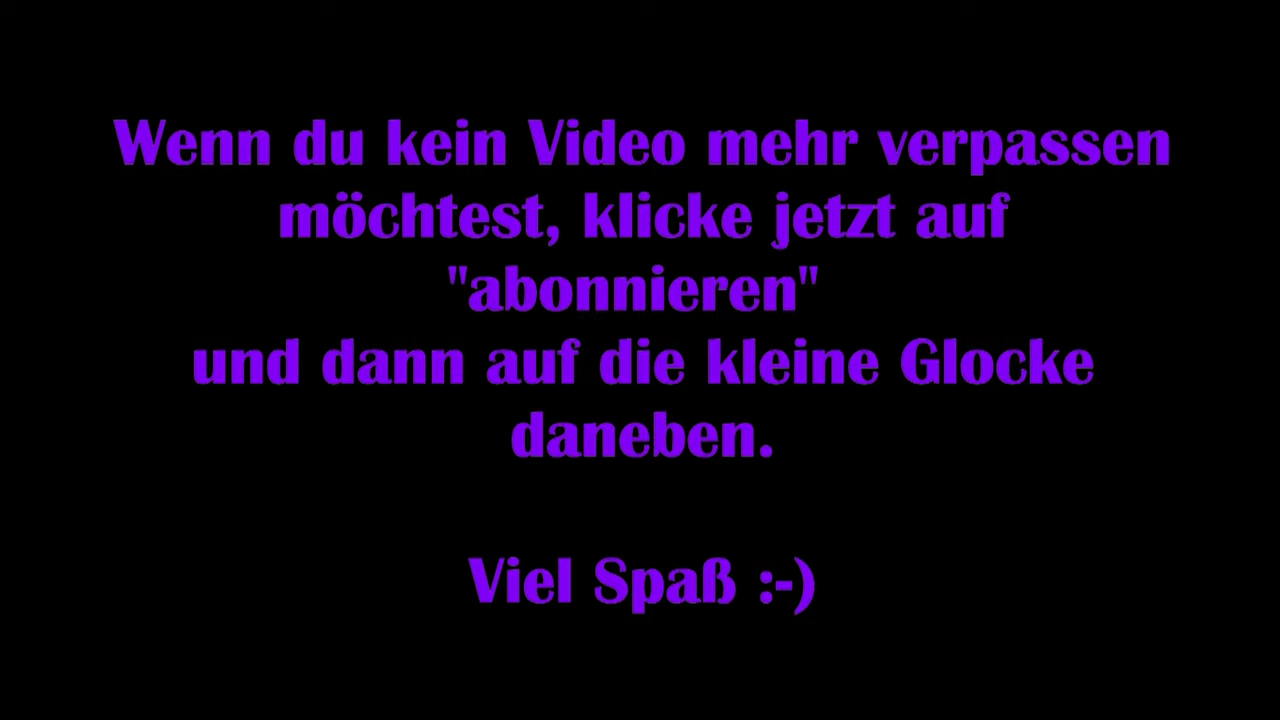 Wenn du kein Video mehr verpassen
möchtest, klicke jetzt auf
"abonnieren"
und dann auf die kleine Glocke
daneben.
Viel Spaß :-)